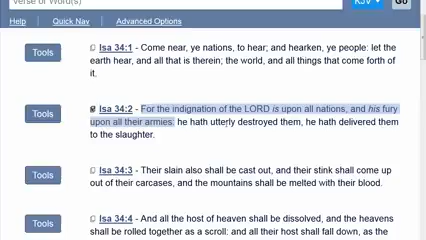 Verse or Word(s)
KJV
Go
Help Quick Nav Advanced Options
Tools
Isa 34:1 - Come near, ye nations, to hear; and hearken, ye people: let the
earth hear, and all that is therein; the world, and all things that come forth of
it.
Tools
Isa 34:2 - For the indignation of the LORD is upon all nations, and his fury
upon all their armies: he hath utterly destroyed them, he hath delivered them
to the slaughter.
Tools
Isa 34:3 - Their slain also shall be cast out, and their stink shall come up
out of their carcases, and the mountains shall be melted with their blood.
Tools
Isa 34:4 - And all the host of heaven shall be dissolved, and the heavens
shall be rolled together as a scroll: and all their host shall fall down, as the